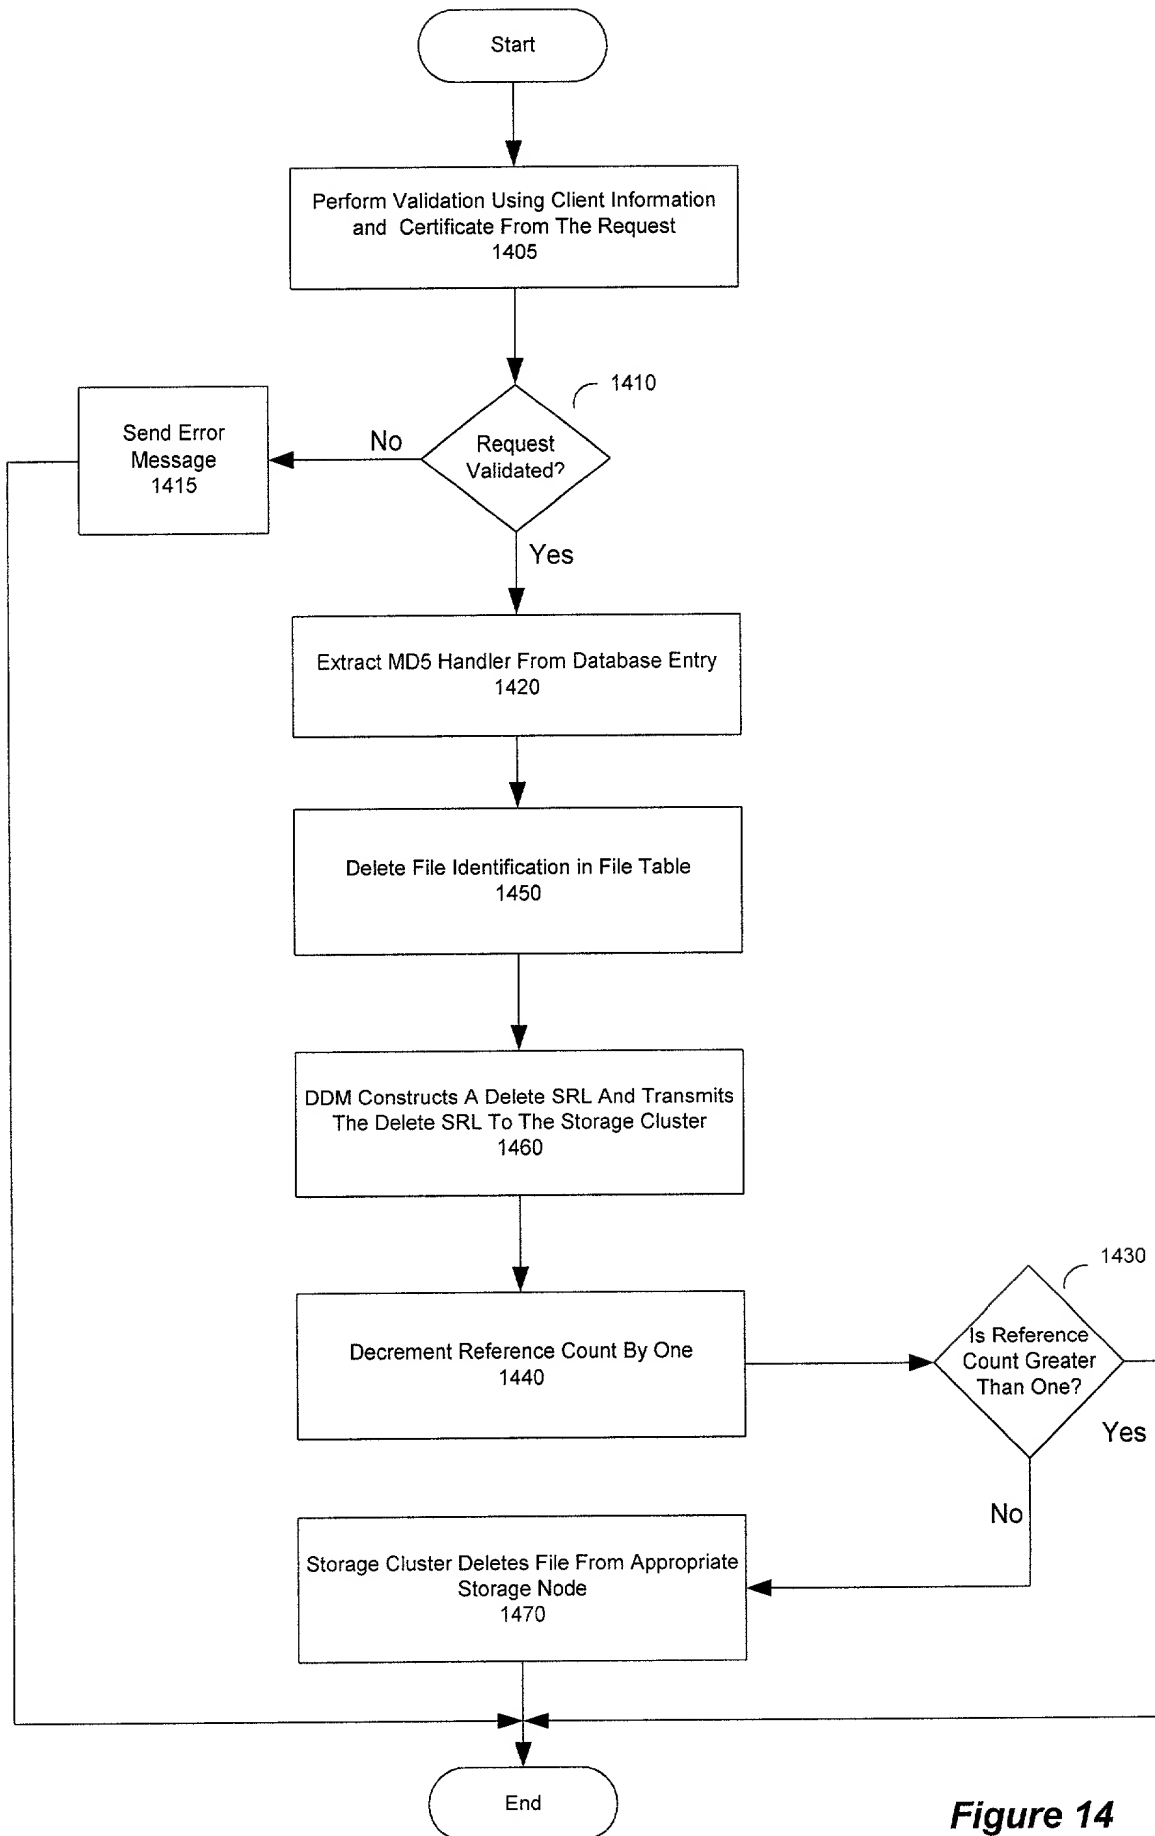 Start
Perform Validation Using Client Information
and Certificate From The Request
1405
1410
Request
Validated?
No
Send Error
Message
1415
Yes
Extract MD5 Handler From Database Entry
1420
Delete File Identification in File Table
1450
DDM Constructs A Delete SRL And Transmits
The Delete SRL To The Storage Cluster
1460
Decrement Reference Count By One
1440
1430
Is Reference
Count Greater
Than One?
Yes
No
Storage Cluster Deletes File From Appropriate
Storage Node
1470
End
Figure 14